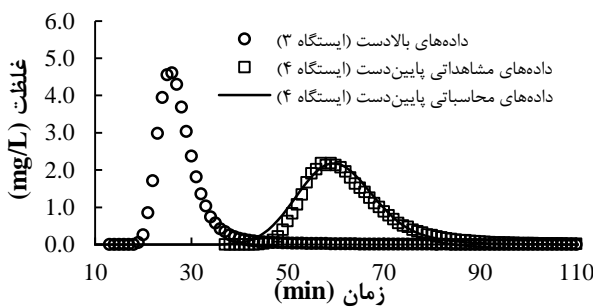 داده‌های بالادست (ایستگاه ۳)
داده‌های مشاهداتی پایین‌دست (ایستگاه ۴)
داده‌های محاسباتی پایین‌دست (ایستگاه ۴)
غلظت (mg/L)
6.0
5.0
4.0
3.0
2.0
1.0
0.0
10 30 50 70 90 110
زمان (min)